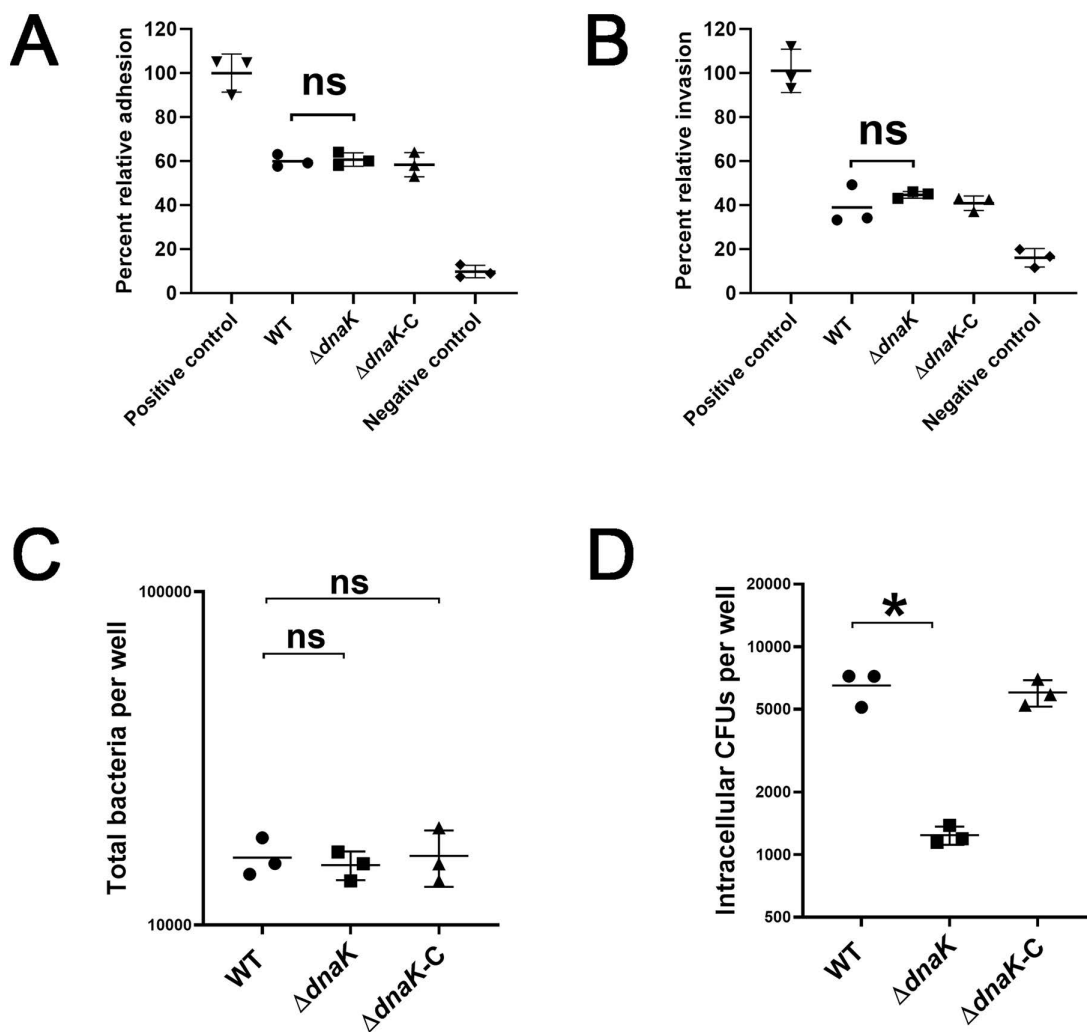 A
Percent relative adhesion
120
100
80
60
40
20
0
ns
Positive control
WT
ΔdnaK
ΔdnaK-C
Negative control
B
Percent relative invasion
120
100
80
60
40
20
0
ns
Positive control
WT
ΔdnaK
ΔdnaK-C
Negative control
C
Total bacteria per well
100000
10000
ns
ns
WT
ΔdnaK
ΔdnaK-C
D
Intracellular CFUs per well
20000
10000
5000
2000
1000
500
*
WT
ΔdnaK
ΔdnaK-C